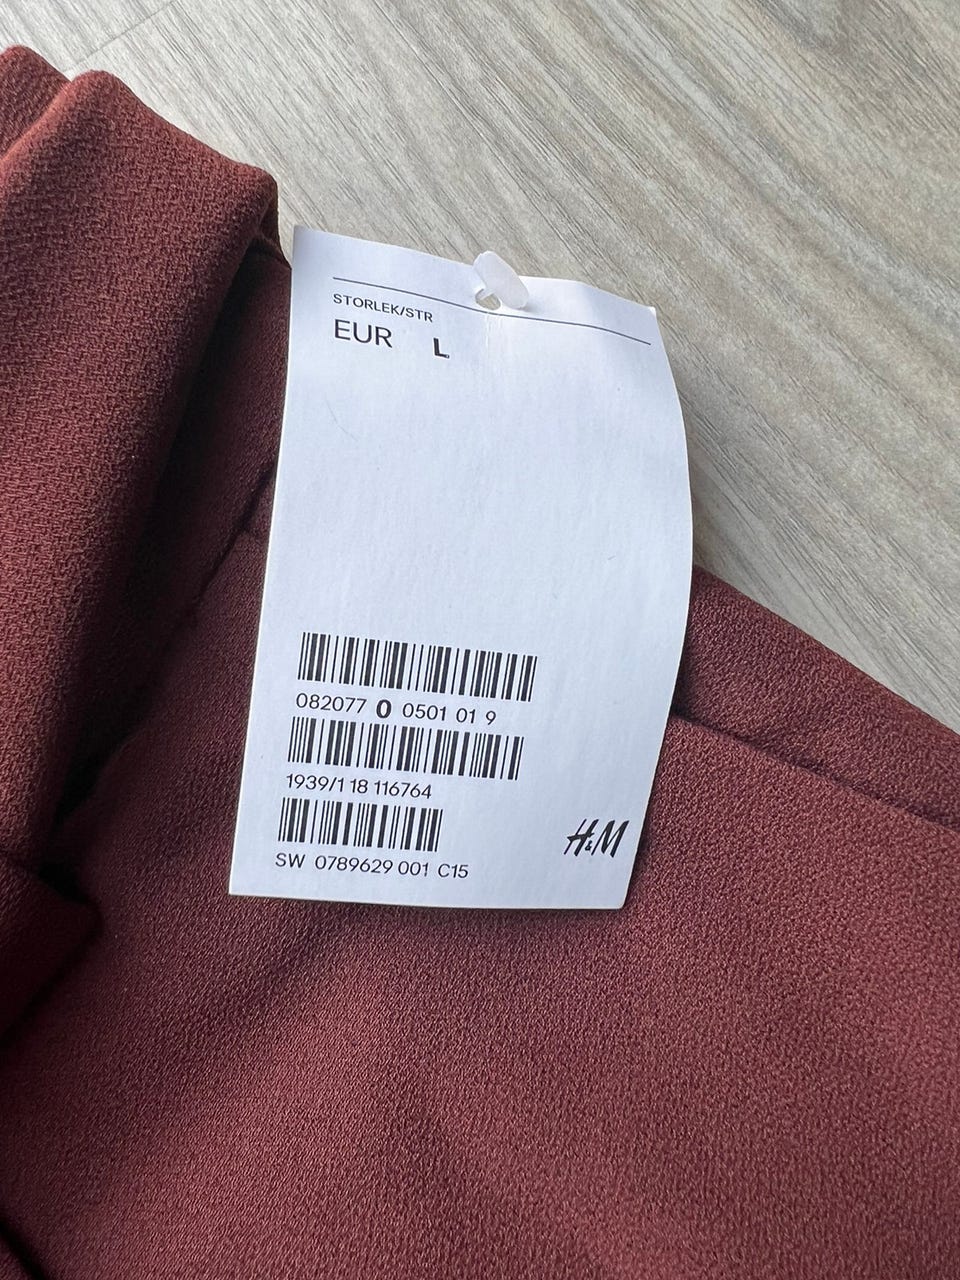 STORLEK/STR
EUR L
082077 0 0501 01 9
1939/1 18 116764
SW 0789629 001 C15
H&M